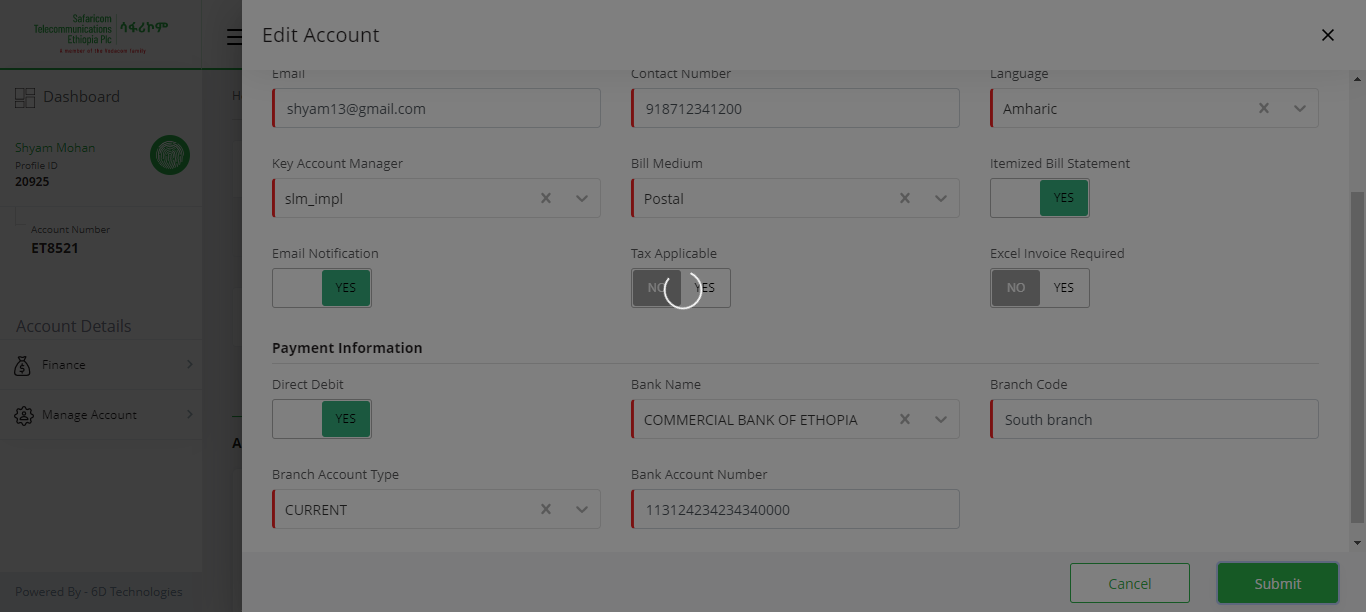 Safaricom
Telecommunications
Ethiopia Plc
ሳፋሪኮም
A member of the Vodacom family
Edit Account
Dashboard
H
Shyam Mohan
Profile ID
20925
Account Number
ET8521
Account Details
Finance
Manage Account
A
Powered By - 6D Technologies
Email
Contact Number
Language
shyam13@gmail.com
918712341200
Amharic
Key Account Manager
Bill Medium
Itemized Bill Statement
slm_impl
Postal
YES
Email Notification
Tax Applicable
Excel Invoice Required
YES
NO YES
NO YES
Payment Information
Direct Debit
Bank Name
Branch Code
YES
COMMERCIAL BANK OF ETHOPIA
South branch
Branch Account Type
Bank Account Number
CURRENT
113124234234340000
Cancel
Submit